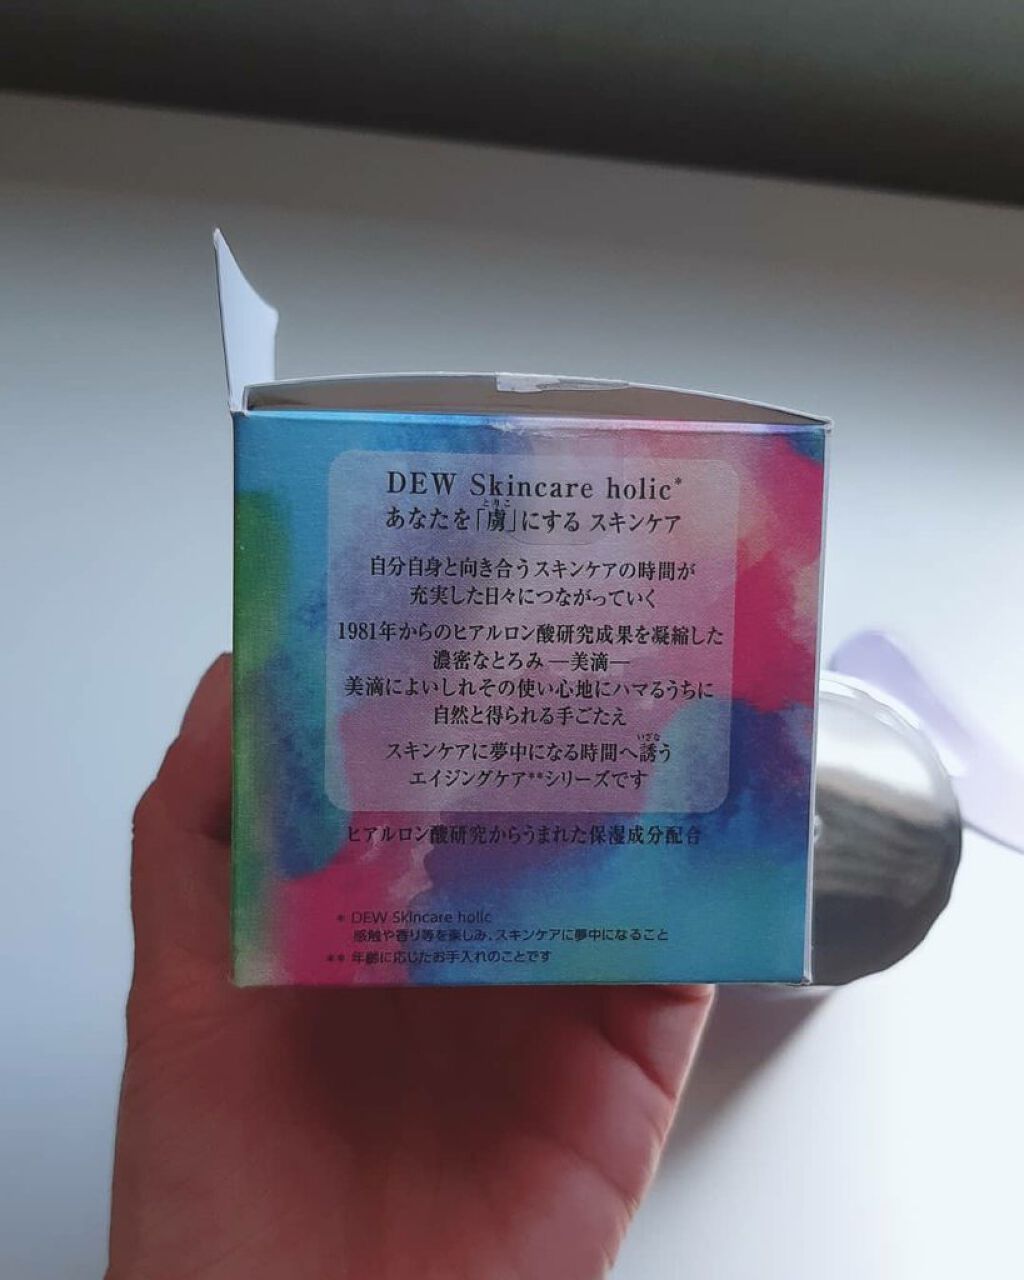 DEW Skincare holic*
あなたを「虜」にする スキンケア
とりこ
自分自身と向き合うスキンケアの時間が
充実した日々につながっていく
1981年からのヒアルロン酸研究成果を凝縮した
濃密なとろみ ―美滴―
美滴によいしれその使い心地にハマるうちに
自然と得られる手ごたえ
いざな
スキンケアに夢中になる時間へ誘う
エイジングケア**シリーズです
ヒアルロン酸研究からうまれた保湿成分配合
* DEW Skincare holic
感触や香り等を楽しみ、スキンケアに夢中になること
** 年齢に応じたお手入れのことです